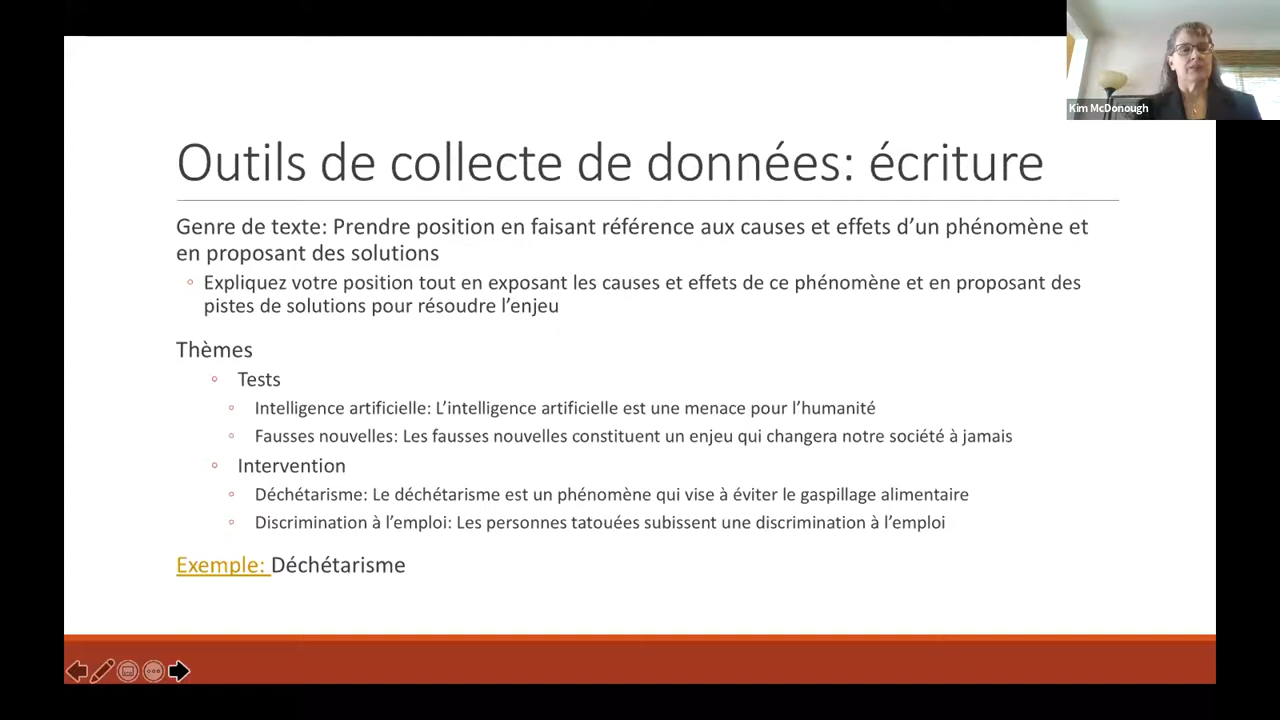 Kim McDonough
Outils de collecte de données: écriture
Genre de texte: Prendre position en faisant référence aux causes et effets d’un phénomène et
en proposant des solutions
Expliquez votre position tout en exposant les causes et effets de ce phénomène et en proposant des
pistes de solutions pour résoudre l’enjeu
Thèmes
Tests
Intelligence artificielle: L’intelligence artificielle est une menace pour l’humanité
Fausses nouvelles: Les fausses nouvelles constituent un enjeu qui changera notre société à jamais
Intervention
Déchétarisme: Le déchétarisme est un phénomène qui vise à éviter le gaspillage alimentaire
Discrimination à l’emploi: Les personnes tatouées subissent une discrimination à l’emploi
Exemple: Déchétarisme